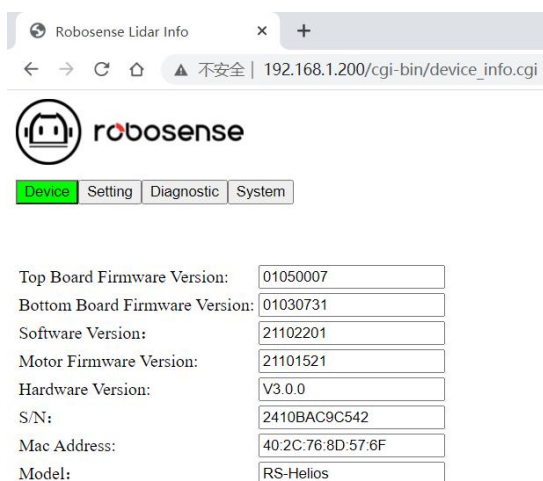 Robosense Lidar Info
不安全 | 192.168.1.200/cgi-bin/device_info.cgi
robosense
Device Setting Diagnostic System
Top Board Firmware Version: 01050007
Bottom Board Firmware Version: 01030731
Software Version： 21102201
Motor Firmware Version: 21101521
Hardware Version: V3.0.0
S/N： 2410BAC9C542
Mac Address: 40:2C:76:8D:57:6F
Model： RS-Helios